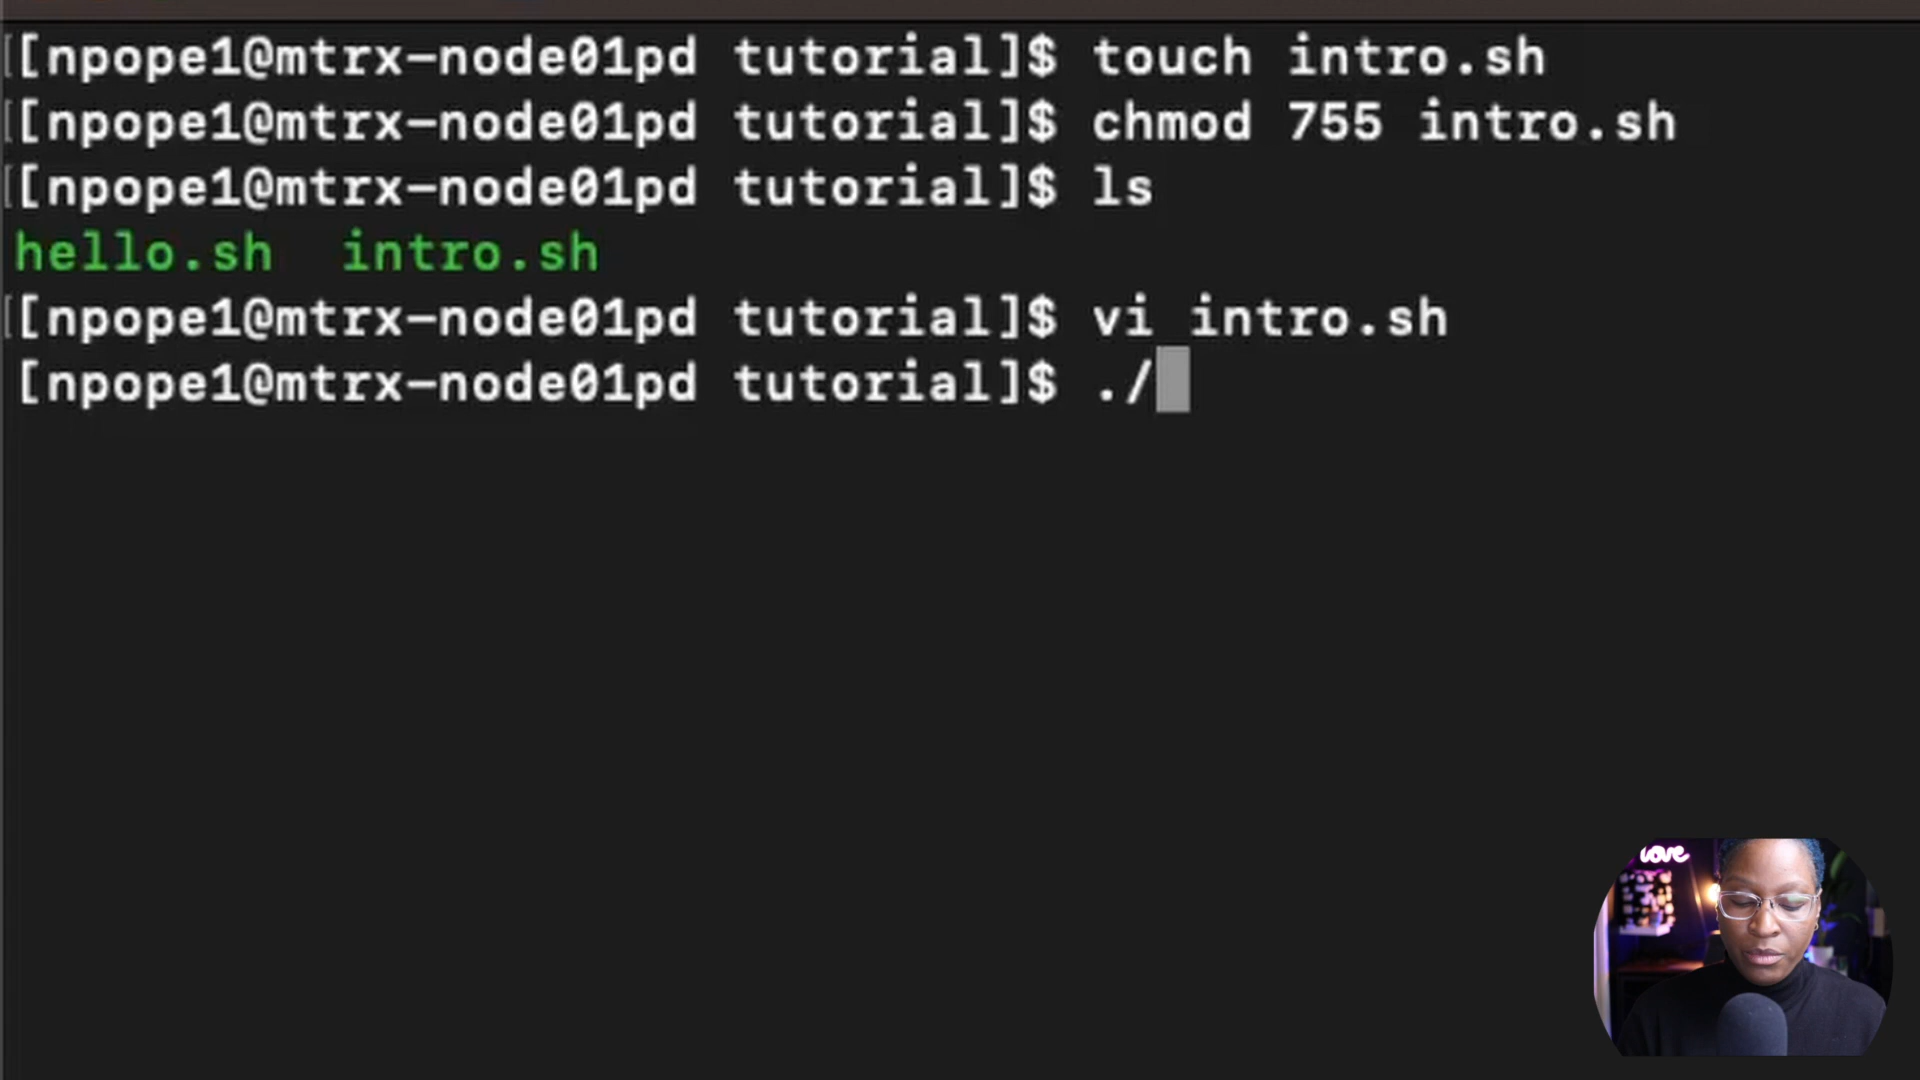 [[npope1@mtrx-node01pd tutorial]$ touch intro.sh
[[npope1@mtrx-node01pd tutorial]$ chmod 755 intro.sh
[[npope1@mtrx-node01pd tutorial]$ ls
hello.sh  intro.sh
[[npope1@mtrx-node01pd tutorial]$ vi intro.sh
[npope1@mtrx-node01pd tutorial]$ ./
love